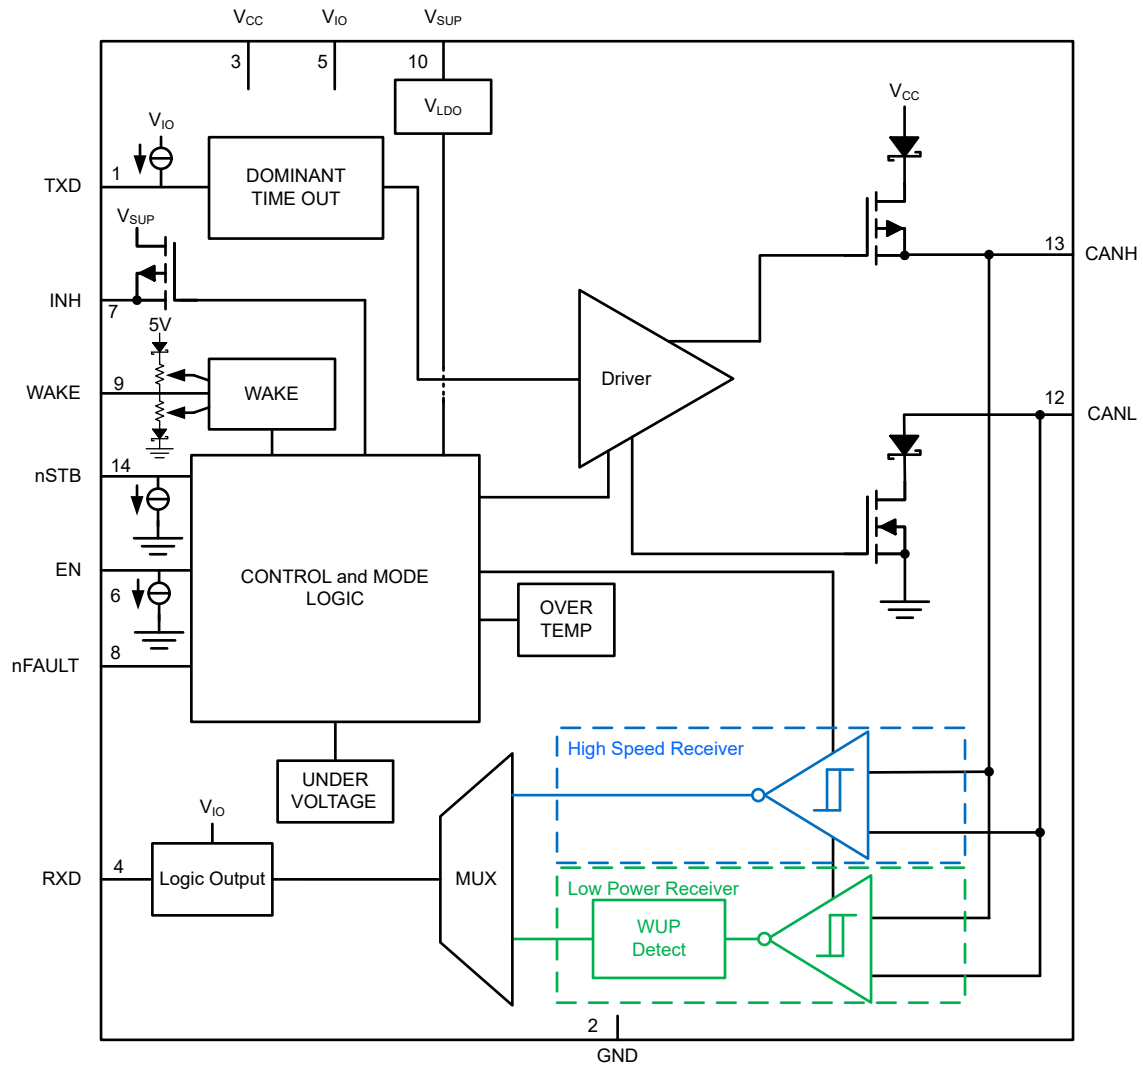 VCC
VIO
VSUP
3
5
10
VLDO
VCC
VIO
1
TXD
DOMINANT
TIME OUT
VSUP
13
CANH
INH
7
5V
WAKE
9
WAKE
Driver
12
CANL
nSTB
14
EN
6
CONTROL and MODE
LOGIC
OVER
TEMP
nFAULT
8
High Speed Receiver
UNDER
VOLTAGE
VIO
RXD
4
Logic Output
MUX
Low Power Receiver
WUP
Detect
2
GND